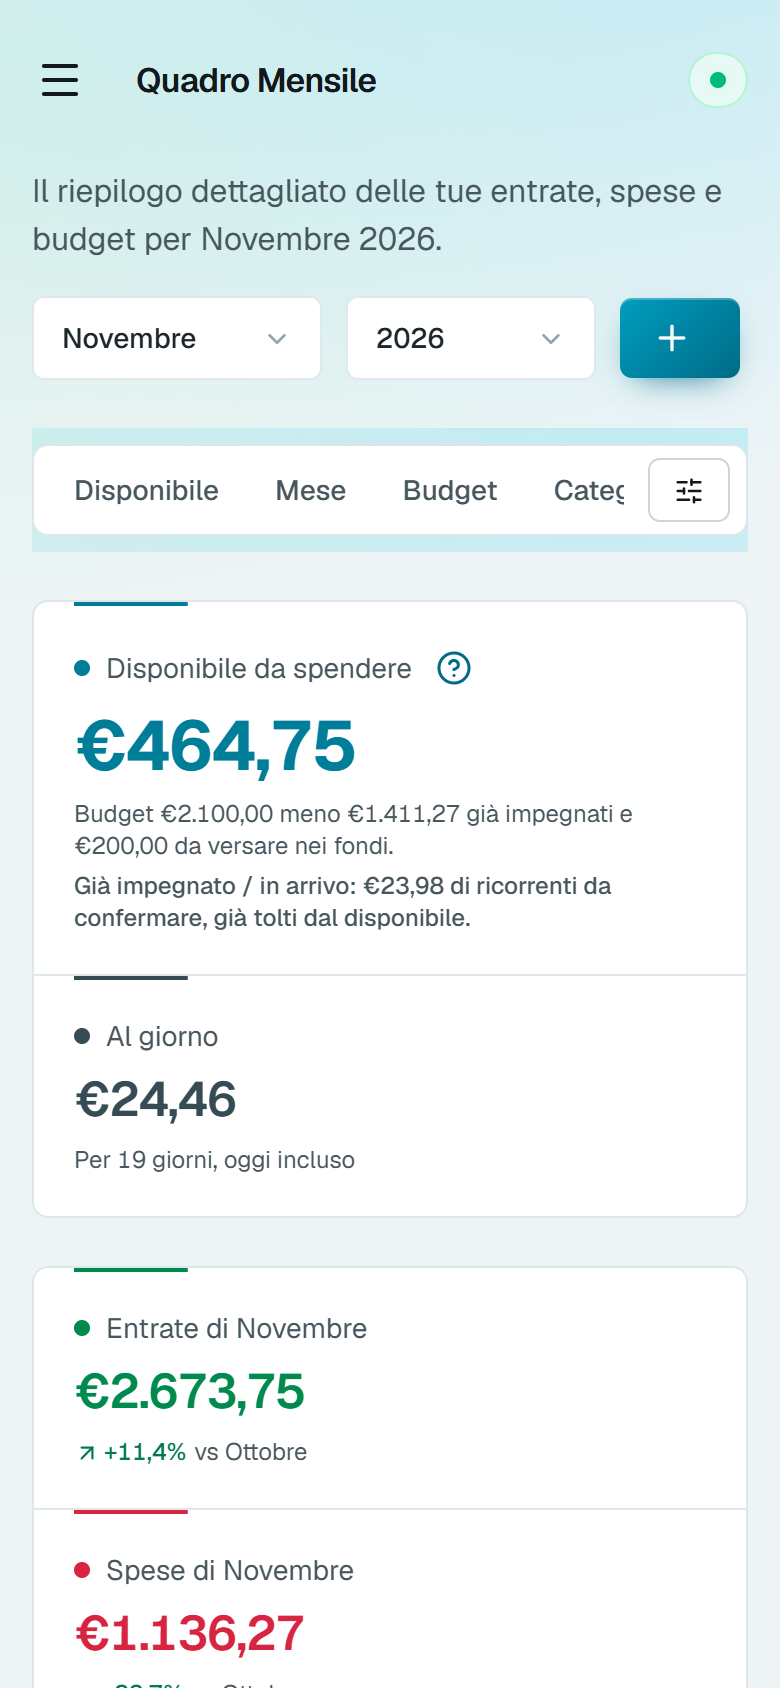 Quadro Mensile
Il riepilogo dettagliato delle tue entrate, spese e
budget per Novembre 2026.
Novembre
2026
Disponibile
Mese
Budget
Categ
Disponibile da spendere
€464,75
Budget €2.100,00 meno €1.411,27 già impegnati e
€200,00 da versare nei fondi.
Già impegnato / in arrivo: €23,98 di ricorrenti da
confermare, già tolti dal disponibile.
Al giorno
€24,46
Per 19 giorni, oggi incluso
Entrate di Novembre
€2.673,75
+11,4% vs Ottobre
Spese di Novembre
€1.136,27